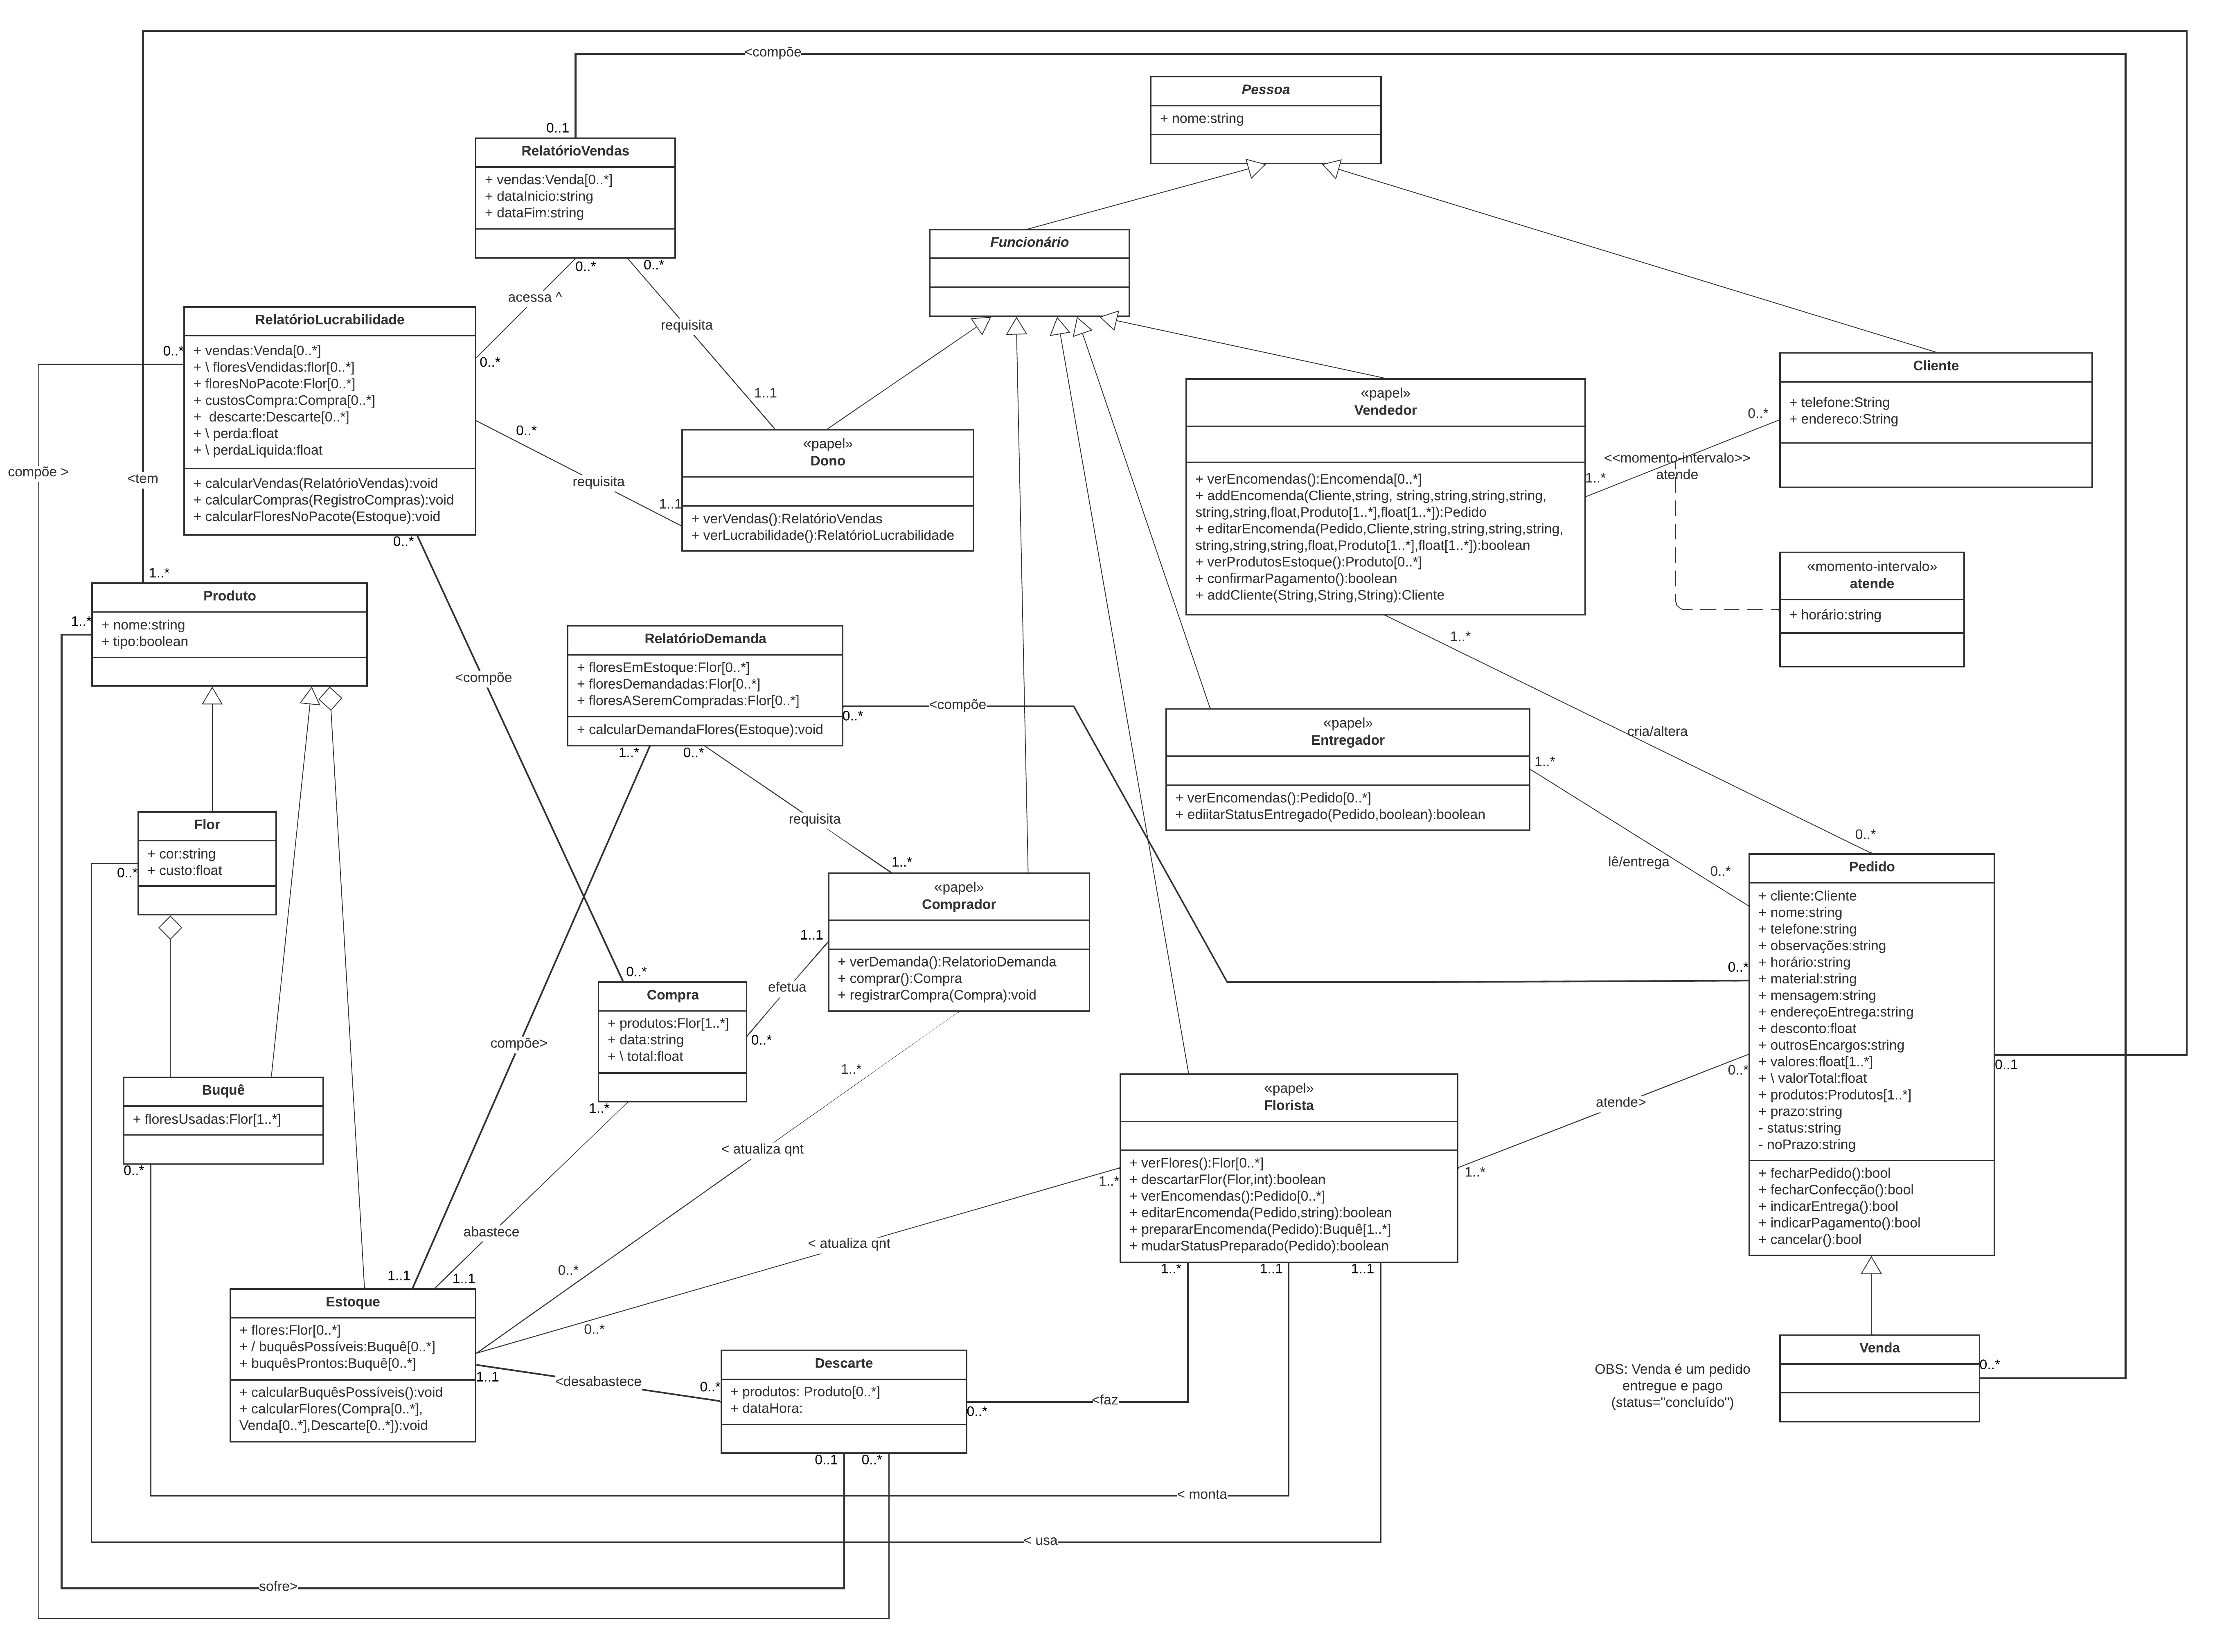 <compõe
Pessoa
+ nome:string
0..1
RelatórioVendas
+ vendas:Venda[0..*]
+ dataInicio:string
+ dataFim:string
0..*
0..*
Funcionário
acessa ^
requisita
RelatórioLucrabilidade
+ vendas:Venda[0..*]
+ \ floresVendidas:flor[0..*]
+ floresNoPacote:Flor[0..*]
+ custosCompra:Compra[0..*]
+  descarte:Descarte[0..*]
+ \ perda:float
+ \ perdaLiquida:float
+ calcularVendas(RelatórioVendas):void
+ calcularCompras(RegistroCompras):void
+ calcularFloresNoPacote(Estoque):void
0..*
0..*
0..*
1..1
requisita
1..1
0..*
compõe >
<tem
«papel»
Dono
+ verVendas():RelatórioVendas
+ verLucrabilidade():RelatórioLucrabilidade
«papel»
Vendedor
+ verEncomendas():Encomenda[0..*]
+ addEncomenda(Cliente,string, string,string,string,string,
string,string,float,Produto[1..*],float[1..*]):Pedido
+ editarEncomenda(Pedido,Cliente,string,string,string,string,
string,string,string,float,Produto[1..*],float[1..*]):boolean
+ verProdutosEstoque():Produto[0..*]
+ confirmarPagamento():boolean
+ addCliente(String,String,String):Cliente
Cliente
+ telefone:String
+ endereco:String
0..*
<<momento-intervalo>>
atende
1..*
«momento-intervalo»
atende
+ horário:string
1..*
Produto
+ nome:string
+ tipo:boolean
1..*
<compõe
RelatórioDemanda
+ floresEmEstoque:Flor[0..*]
+ floresDemandadas:Flor[0..*]
+ floresASeremCompradas:Flor[0..*]
+ calcularDemandaFlores(Estoque):void
<compõe
0..*
1..*
0..*
requisita
1..*
1..*
cria/altera
0..*
«papel»
Entregador
+ verEncomendas():Pedido[0..*]
+ ediitarStatusEntregado(Pedido,boolean):boolean
1..*
lê/entrega
0..*
Flor
+ cor:string
+ custo:float
0..*
«papel»
Comprador
+ verDemanda():RelatorioDemanda
+ comprar():Compra
+ registrarCompra(Compra):void
1..1
efetua
0..*
0..*
Compra
+ produtos:Flor[1..*]
+ data:string
+ \ total:float
1..*
compõe>
1..*
Pedido
+ cliente:Cliente
+ nome:string
+ telefone:string
+ observações:string
+ horário:string
+ material:string
+ mensagem:string
+ endereçoEntrega:string
+ desconto:float
+ outrosEncargos:string
+ valores:float[1..*]
+ \ valorTotal:float
+ produtos:Produtos[1..*]
+ prazo:string
- status:string
- noPrazo:string
+ fecharPedido():bool
+ fecharConfecção():bool
+ indicarEntrega():bool
+ indicarPagamento():bool
+ cancelar():bool
0..*
0..*
0..1
Buquê
+ floresUsadas:Flor[1..*]
0..*
< atualiza qnt
abastece
«papel»
Florista
+ verFlores():Flor[0..*]
+ descartarFlor(Flor,int):boolean
+ verEncomendas():Pedido[0..*]
+ editarEncomenda(Pedido,string):boolean
+ prepararEncomenda(Pedido):Buquê[1..*]
+ mudarStatusPreparado(Pedido):boolean
atende>
1..*
1..*
< atualiza qnt
1..*
1..1
1..1
1..1
1..1
0..*
0..*
Estoque
+ flores:Flor[0..*]
+ / buquêsPossíveis:Buquê[0..*]
+ buquêsProntos:Buquê[0..*]
+ calcularBuquêsPossíveis():void
+ calcularFlores(Compra[0..*],
Venda[0..*],Descarte[0..*]):void
1..1
<desabastece
0..*
Descarte
+ produtos: Produto[0..*]
+ dataHora:
0..*
<faz
0..1
0..*
Venda
0..*
OBS: Venda é um pedido
entregue e pago
(status="concluído")
< monta
< usa
sofre>